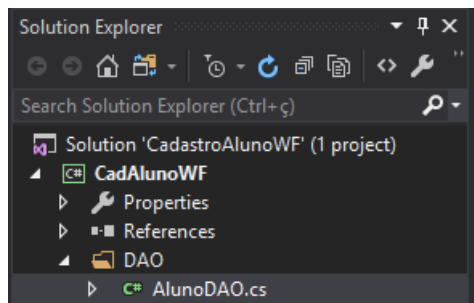 Solution Explorer
Search Solution Explorer (Ctrl+ç)
Solution 'CadastroAlunoWF' (1 project)
C# CadAlunoWF
Properties
References
DAO
C# AlunoDAO.cs